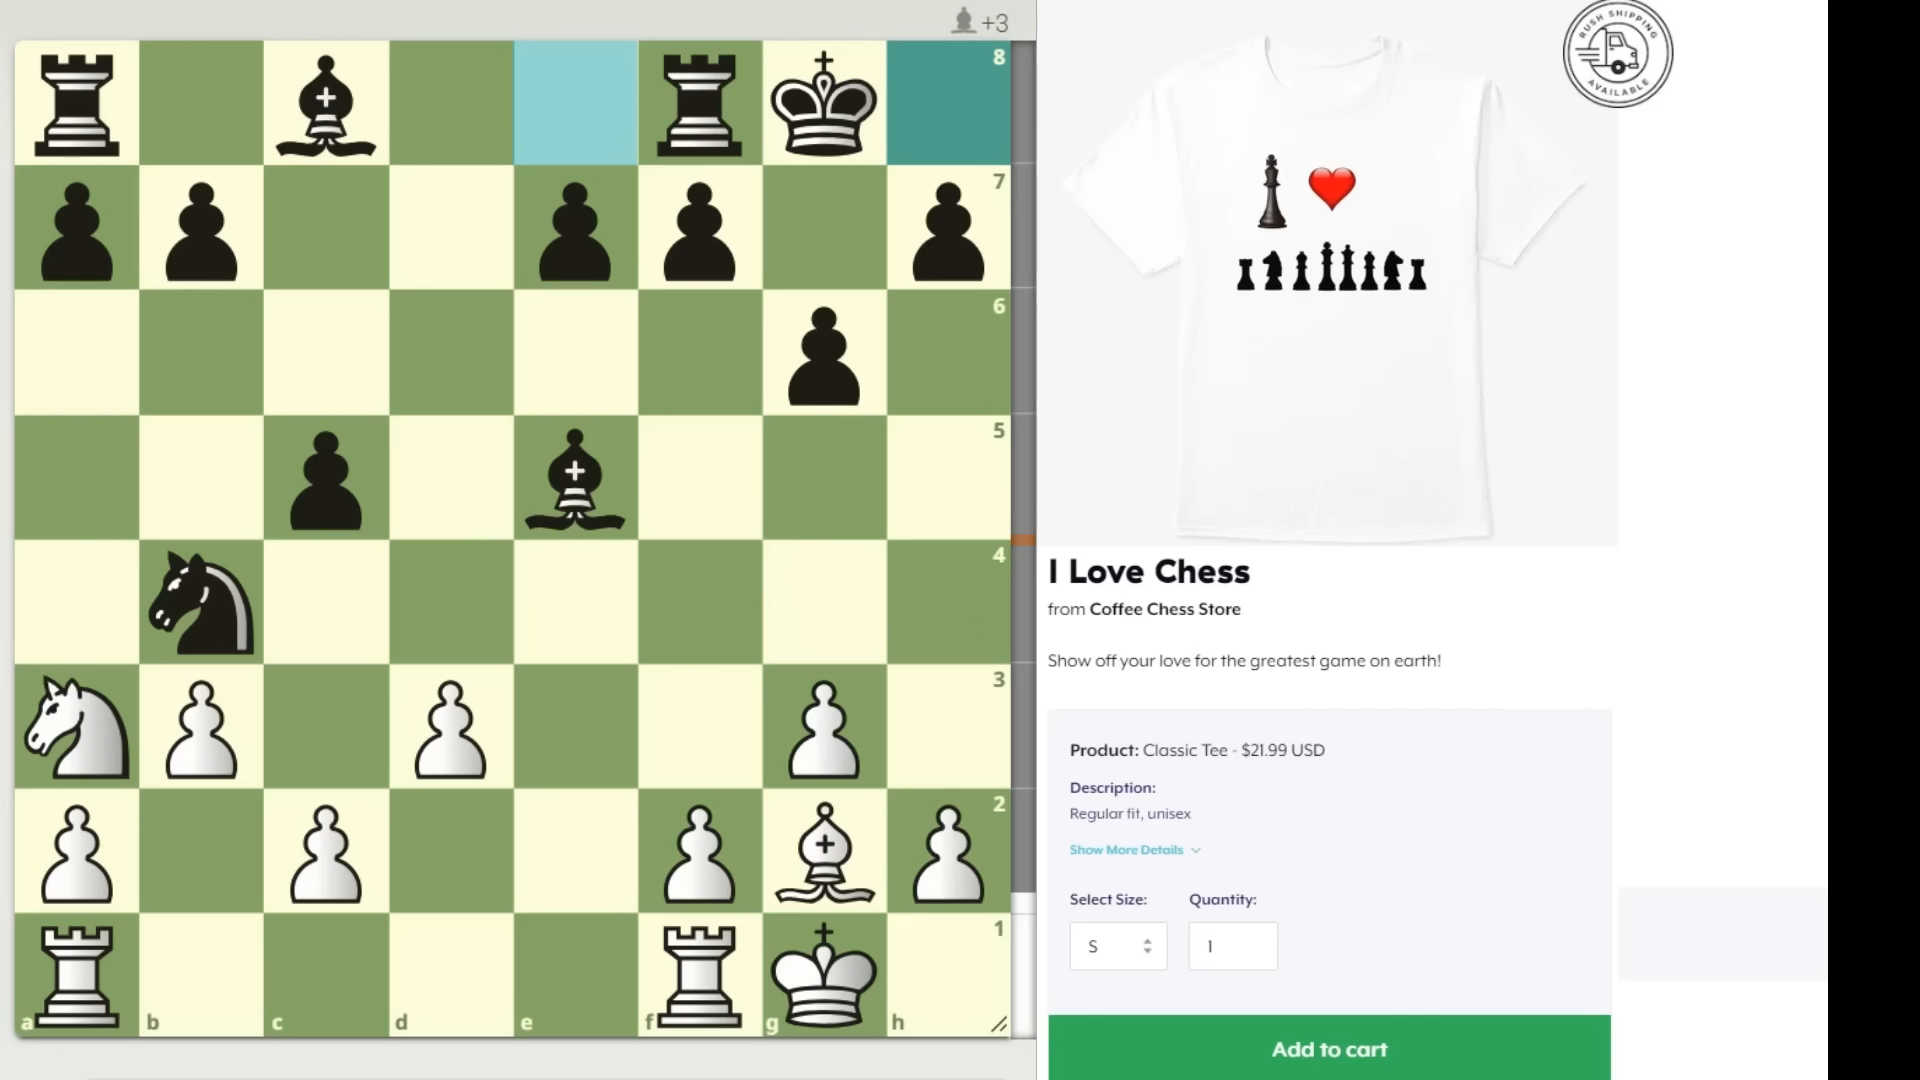 +3
8
7
6
5
4
3
2
1
a b c d e f g h
RUSH SHIPPING
AVAILABLE
I Love Chess
from Coffee Chess Store
Show off your love for the greatest game on earth!
Product: Classic Tee - $21.99 USD
Description:
Regular fit, unisex
Show More Details
Select Size: Quantity:
S 1
Add to cart